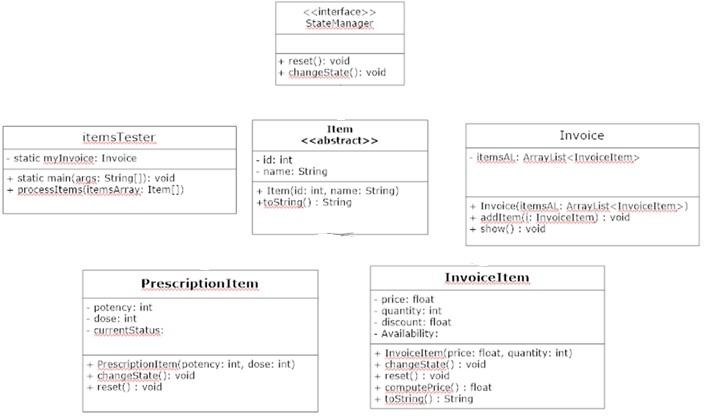 <<interface>>
StateManager
+ reset(): void
+ changeState(): void
itemsTester
- static myInvoice: Invoice
+ static main(args: String[]): void
+ processItems(itemsArray: Item[])
Item
<<abstract>>
- id: int
- name: String
+ Item(id: int, name: String)
+toString() : String
Invoice
- itemsAL: ArrayList<InvoiceItem>
+ Invoice(itemsAL: ArrayList<InvoiceItem>)
+ addItem(i: InvoiceItem) : void
+ show() : void
PrescriptionItem
- potency: int
- dose: int
- currentStatus:
+ PrescriptionItem(potency: int, dose: int)
+ changeState(): void
+ reset() : void
InvoiceItem
- price: float
- quantity: int
- discount: float
- Availability:
+ InvoiceItem(price: float, quantity: int)
+ changeState() : void
+ reset() : void
+ computePrice() : float
+ toString() : String